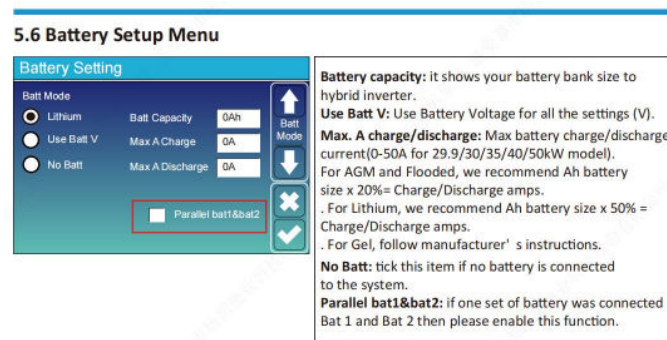 5.6 Battery Setup Menu
Battery Setting
Batt Mode
Lithium
Batt Capacity
0Ah
Use Batt V
Max A Charge
0A
No Batt
Max A Discharge
0A
Parallel bat1&bat2
Batt
Mode
Battery capacity: it shows your battery bank size to
hybrid inverter.
Use Batt V: Use Battery Voltage for all the settings (V).
Max. A charge/discharge: Max battery charge/discharge
current(0-50A for 29.9/30/35/40/50kW model).
For AGM and Flooded, we recommend Ah battery
size x 20%= Charge/Discharge amps.
. For Lithium, we recommend Ah battery size x 50% =
Charge/Discharge amps.
. For Gel, follow manufacturer' s instructions.
No Batt: tick this item if no battery is connected
to the system.
Parallel bat1&bat2: if one set of battery was connected
Bat 1 and Bat 2 then please enable this function.